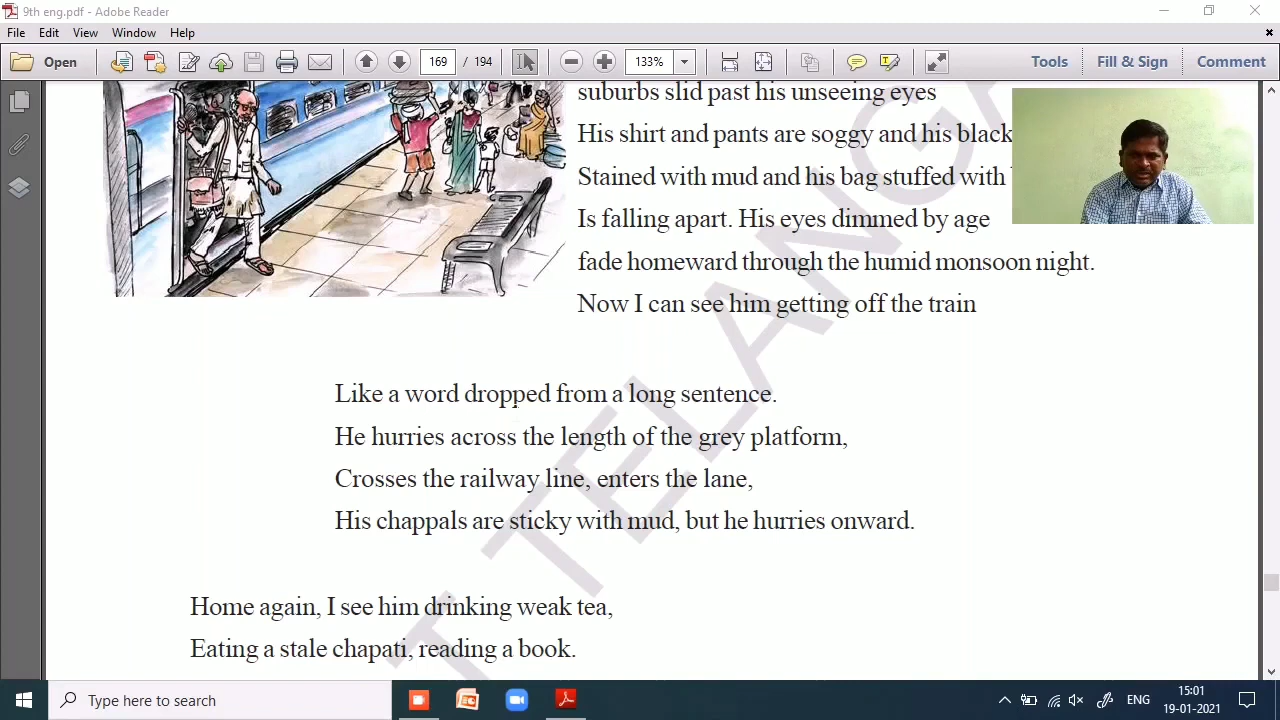 9th eng.pdf - Adobe Reader
File Edit View Window Help
Open 169 / 194 133% Tools Fill & Sign Comment
suburbs slid past his unseeing eyes
His shirt and pants are soggy and his black
Stained with mud and his bag stuffed with
Is falling apart. His eyes dimmed by age
fade homeward through the humid monsoon night.
Now I can see him getting off the train
Like a word dropped from a long sentence.
He hurries across the length of the grey platform,
Crosses the railway line, enters the lane,
His chappals are sticky with mud, but he hurries onward.
Home again, I see him drinking weak tea,
Eating a stale chapati, reading a book.
T TELANGA
Type here to search
ENG 15:01
19-01-2021